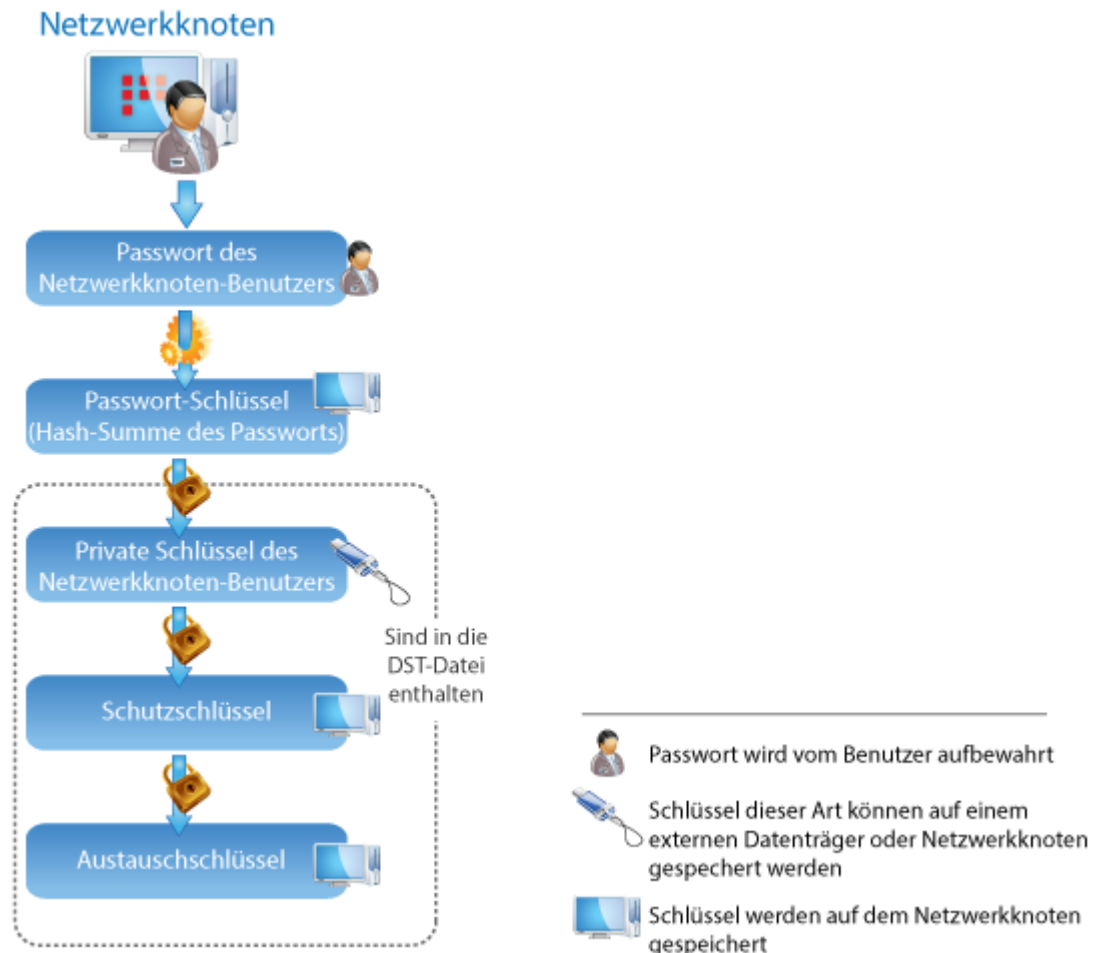 Netzwerkknoten
Passwort des
Netzwerkknoten-Benutzers
Passwort-Schlüssel
(Hash-Summe des Passworts)
Private Schlüssel des
Netzwerkknoten-Benutzers
Sind in die
DST-Datei
enthalten
Schutzschlüssel
Austauschschlüssel
Passwort wird vom Benutzer aufbewahrt
Schlüssel dieser Art können auf einem
externen Datenträger oder Netzwerkknoten
gespechert werden
Schlüssel werden auf dem Netzwerkknoten
gespeichert